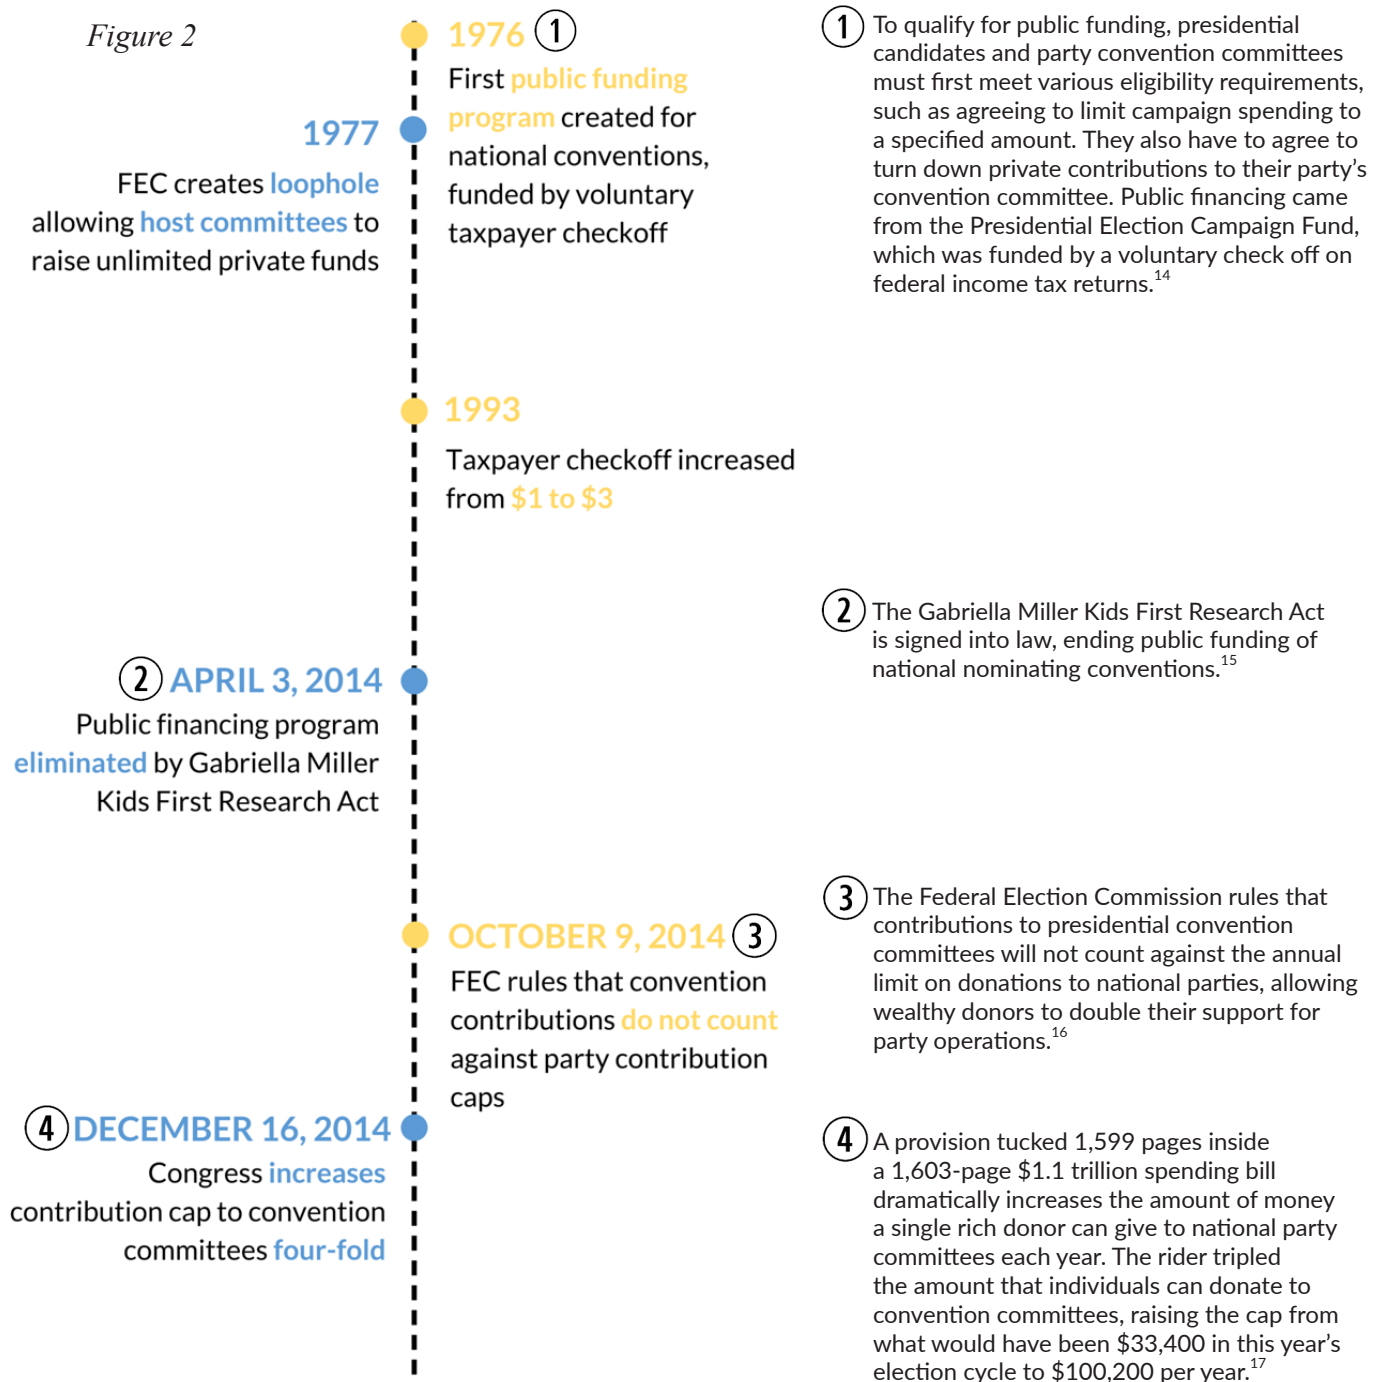 Figure 2
1976 1
First public funding
program created for
national conventions,
funded by voluntary
taxpayer checkoff
1977
FEC creates loophole
allowing host committees to
raise unlimited private funds
1993
Taxpayer checkoff increased
from $1 to $3
2 APRIL 3, 2014
Public financing program
eliminated by Gabriella Miller
Kids First Research Act
OCTOBER 9, 2014 3
FEC rules that convention
contributions do not count
against party contribution
caps
4 DECEMBER 16, 2014
Congress increases
contribution cap to convention
committees four-fold
1 To qualify for public funding, presidential
candidates and party convention committees
must first meet various eligibility requirements,
such as agreeing to limit campaign spending to
a specified amount. They also have to agree to
turn down private contributions to their party’s
convention committee. Public financing came
from the Presidential Election Campaign Fund,
which was funded by a voluntary check off on
federal income tax returns.14
2 The Gabriella Miller Kids First Research Act
is signed into law, ending public funding of
national nominating conventions.15
3 The Federal Election Commission rules that
contributions to presidential convention
committees will not count against the annual
limit on donations to national parties, allowing
wealthy donors to double their support for
party operations.16
4 A provision tucked 1,599 pages inside
a 1,603-page $1.1 trillion spending bill
dramatically increases the amount of money
a single rich donor can give to national party
committees each year. The rider tripled
the amount that individuals can donate to
convention committees, raising the cap from
what would have been $33,400 in this year’s
election cycle to $100,200 per year.17